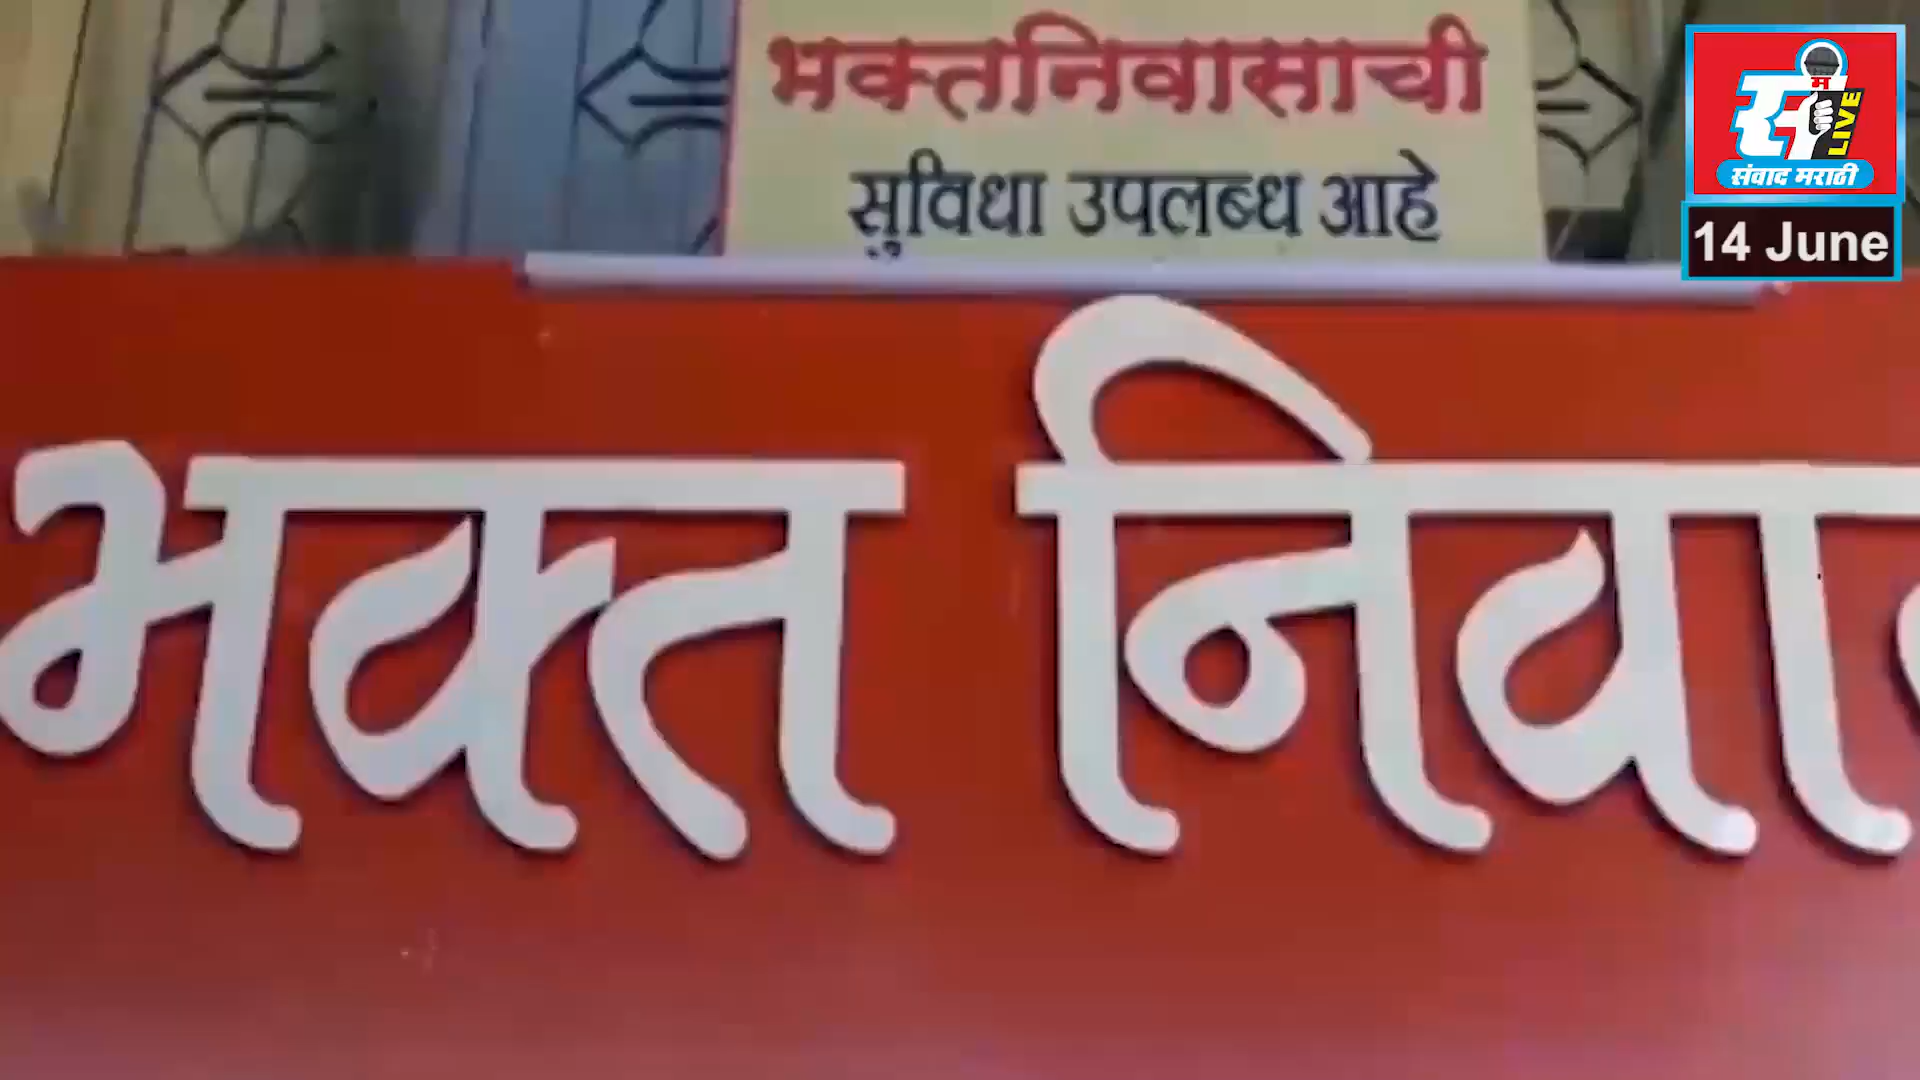 भक्तनिवासाची
सुविधा उपलब्ध आहे
स म
LIVE
संवाद मराठी
14 June
भक्त